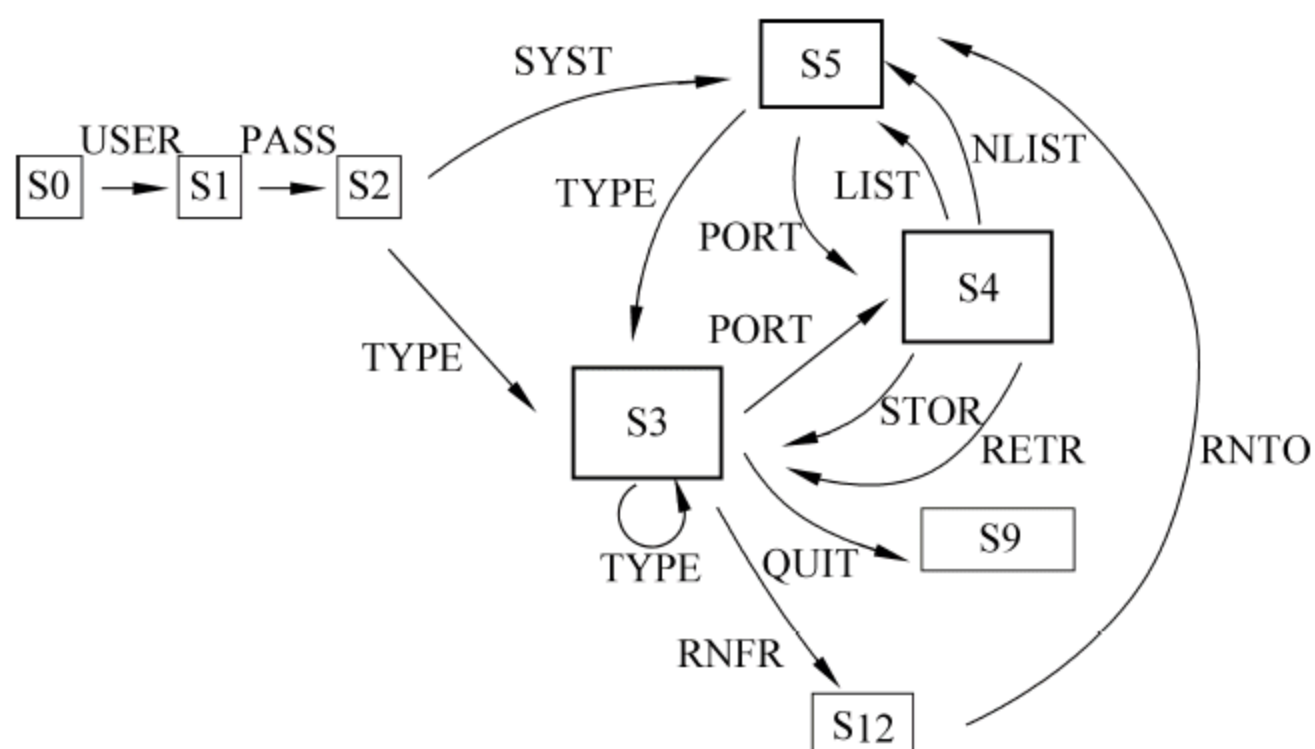 S5
SYST
USER PASS
S0 S1 S2
NLIST
LIST
TYPE
PORT
S4
PORT
TYPE
S3
STOR
RETR
RNTO
S9
TYPE
QUIT
RNFR
S12